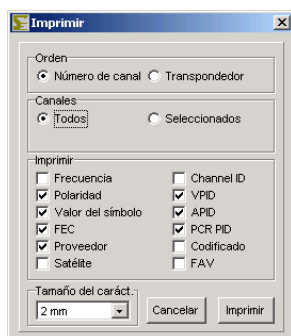 Imprimir
Orden
Número de canal Transpondedor
Canales
Todos Seleccionados
Imprimir
Frecuencia Channel ID
Polaridad VPID
Valor del símbolo APID
FEC PCR PID
Proveedor Codificado
Satélite FAV
Tamaño del caráct.
2 mm Cancelar Imprimir